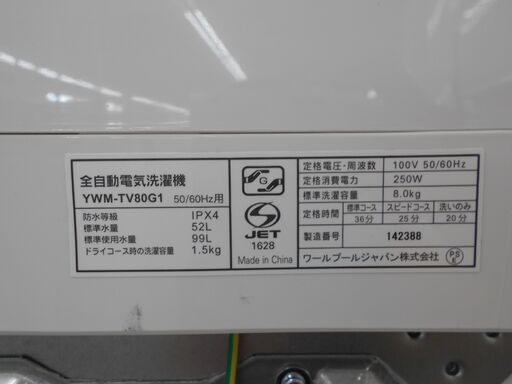 全自動電気洗濯機
YWM-TV80G1 50/60Hz用
防水等級 IPX4
標準水量 52L
標準使用水量 99L
ドライコース時の洗濯容量 1.5kg
G
S
JET
1628
Made in China
定格電圧・周波数 100V 50/60Hz
定格消費電力 250W
標準洗濯容量 8.0kg
定格時間 標準コース 36分 スピードコース 25分 洗いのみ 20分
製造番号 142388
ワールプールジャパン株式会社 PSE